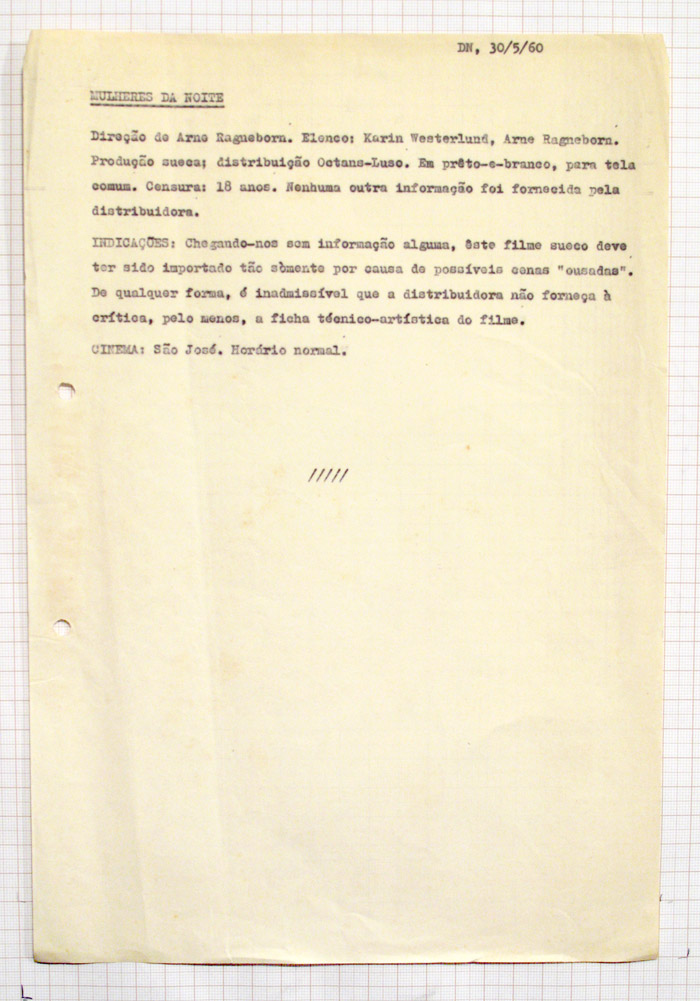 DN, 30/5/60
MULHERES DA NOITE
Direção de Arne Ragneborn. Elenco: Karin Westerlund, Arne Ragneborn.
Produção sueca; distribuição Octans-Luso. Em prêto-e-branco, para tela
comum. Censura: 18 anos. Nenhuma outra informação foi fornecida pela
distribuidora.
INDICAÇÕES: Chegando-nos sem informação alguma, êste filme sueco deve
ter sido importado tão sòmente por causa de possíveis cenas "ousadas".
De qualquer forma, é inadmissível que a distribuidora não forneça à
crítica, pelo menos, a ficha técnico-artística do filme.
CINEMA: São José. Horário normal.
/////